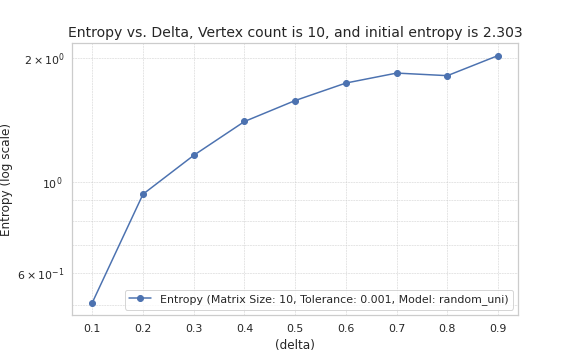 Entropy vs. Delta, Vertex count is 10, and initial entropy is 2.303
Entropy (log scale)
2 × 10⁰
10⁰
6 × 10⁻¹
Entropy (Matrix Size: 10, Tolerance: 0.001, Model: random_uni)
0.1 0.2 0.3 0.4 0.5 0.6 0.7 0.8 0.9
(delta)